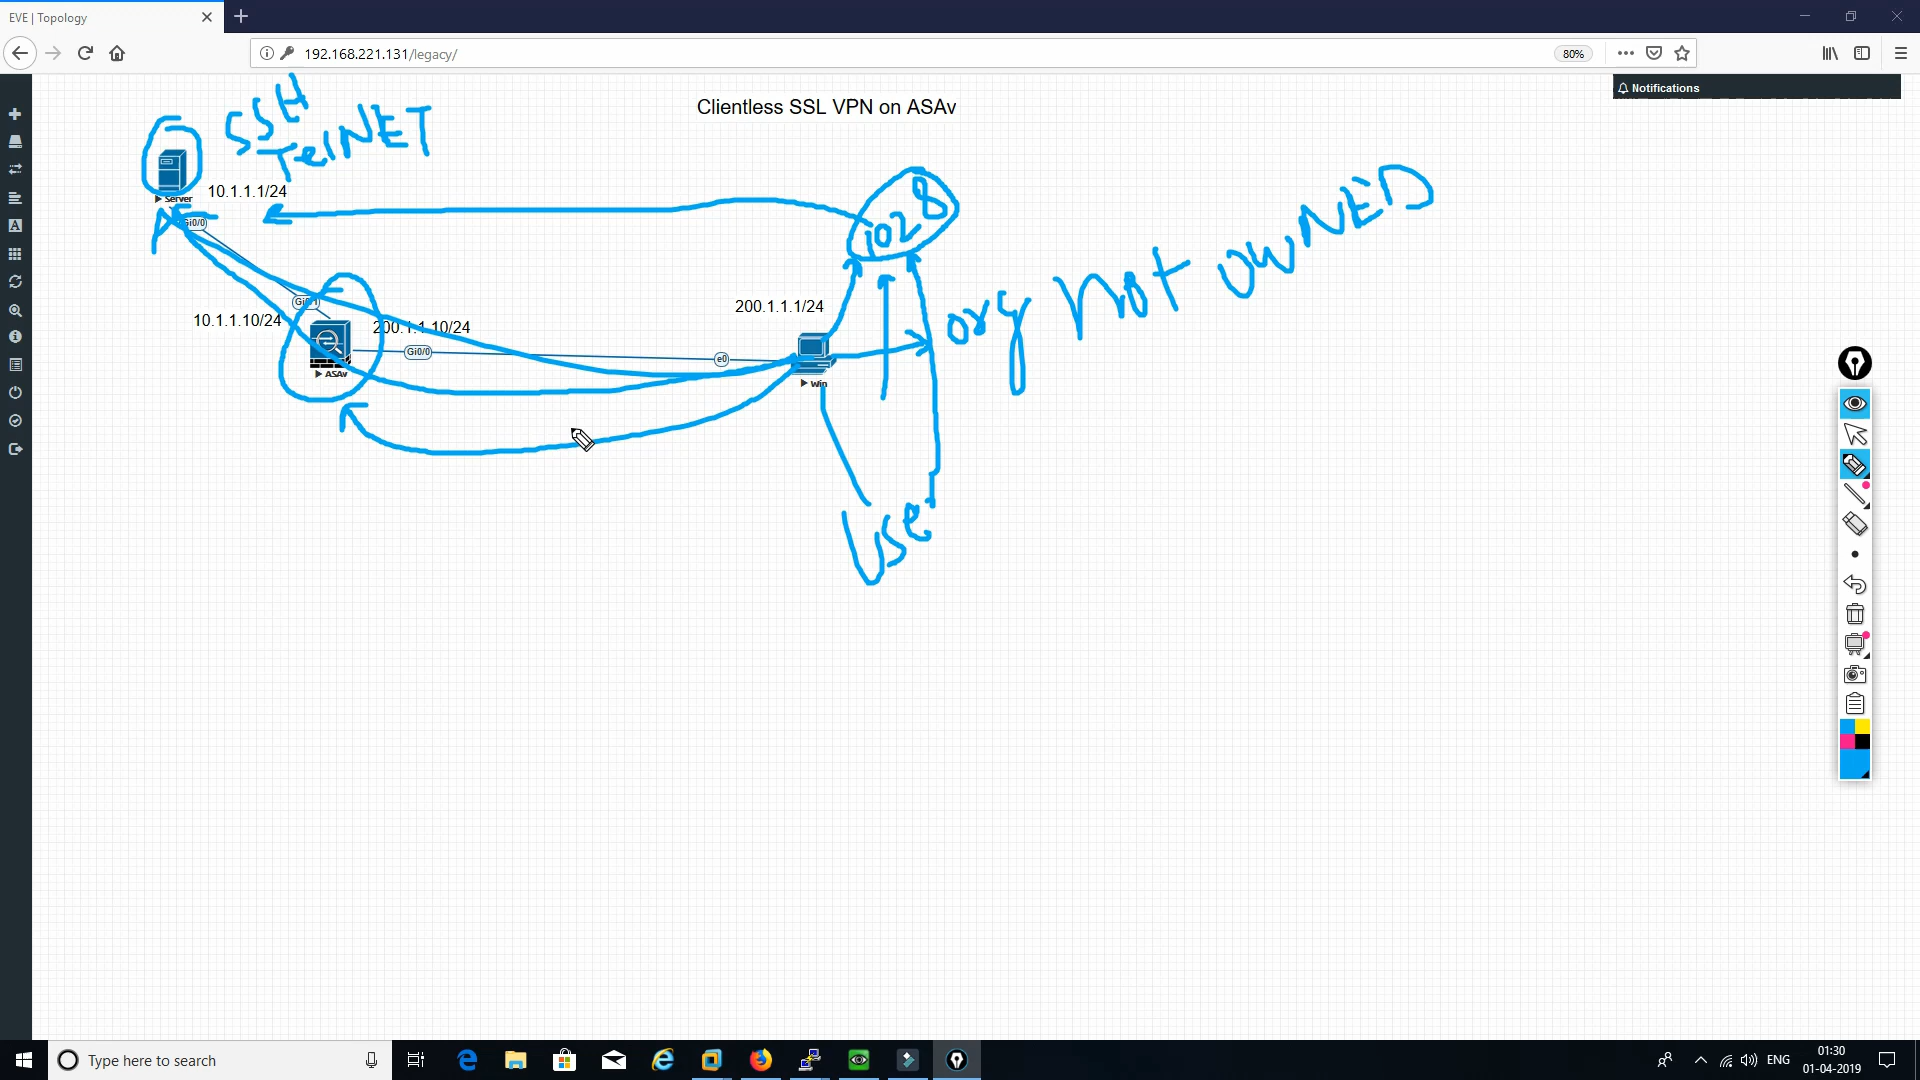 EVE | Topology
192.168.221.131/legacy/
80%
Notifications
Clientless SSL VPN on ASAv
SSH
TelNET
10.1.1.1/24
Server
Gi0/0
1028
org not owNED
10.1.1.10/24
200.1.1.10/24
200.1.1.1/24
Gi0/0
e0
ASAv
Win
Type here to search
ENG
01:30
01-04-2019